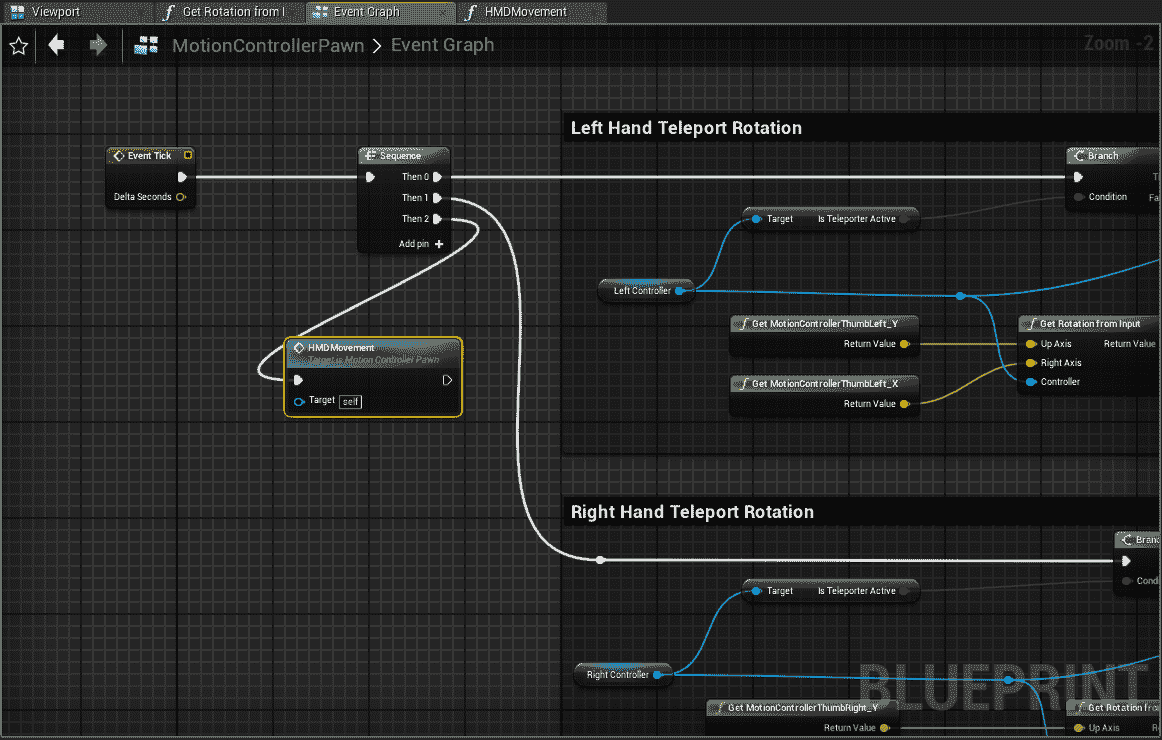 Viewport
Get Rotation from I
Event Graph
HMDMovement
MotionControllerPawn > Event Graph
Zoom -2
Left Hand Teleport Rotation
Event Tick
Delta Seconds
Sequence
Then 0
Then 1
Then 2
Add pin +
Branch
Condition
Target
Is Teleporter Active
Left Controller
Get MotionControllerThumbLeft_Y
Return Value
Get MotionControllerThumbLeft_X
Return Value
Get Rotation from Input
Up Axis
Return Value
Right Axis
Controller
HMDMovement
Target is Motion Controller Pawn
Target self
Right Hand Teleport Rotation
Branc
Condi
Target
Is Teleporter Active
Right Controller
BLUEPRINT
Get MotionControllerThumbRight_Y
Return Value
Get Rotation fro
Up Axis